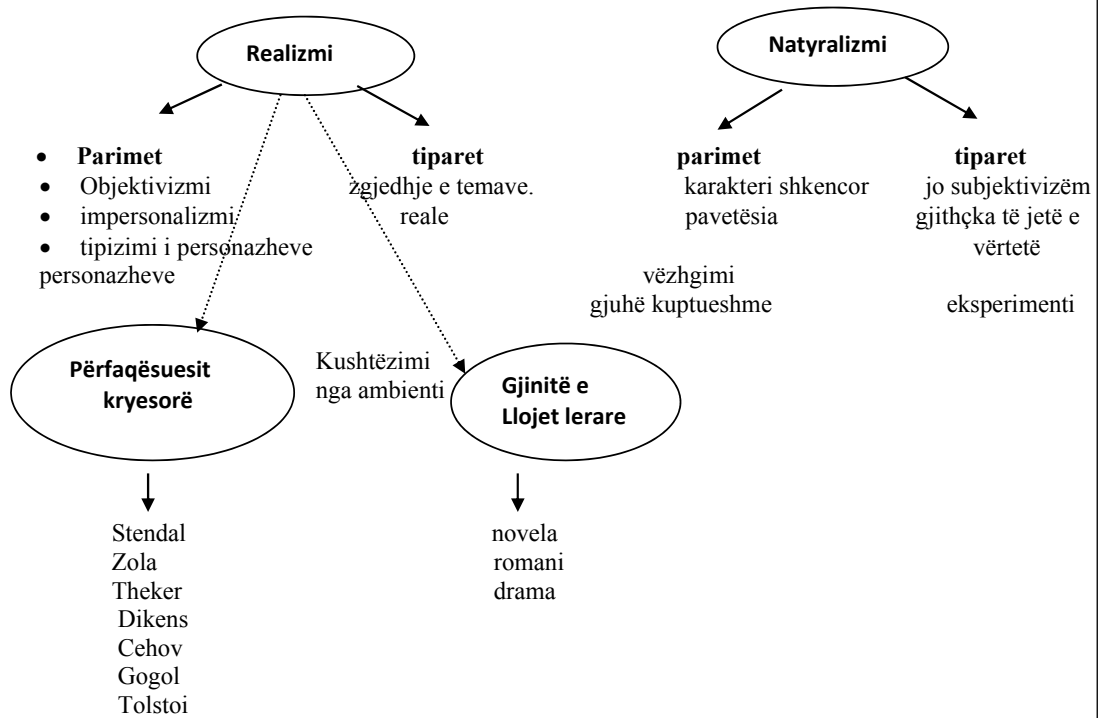 Realizmi
Natyralizmi
• Parimet
• Objektivizmi
• impersonalizmi
• tipizimi i personazheve
personazheve
tiparet
zgjedhje e temave.
reale
parimet
karakteri shkencor
pavetësia
vëzhgimi
gjuhë kuptueshme
tiparet
jo subjektivizëm
gjithçka të jetë e
vërtetë
eksperimenti
Përfaqësuesit
kryesorë
Kushtëzimi
nga ambienti
Gjinitë e
Llojet lerare
Stendal
Zola
Theker
Dikens
Cehov
Gogol
Tolstoi
novela
romani
drama